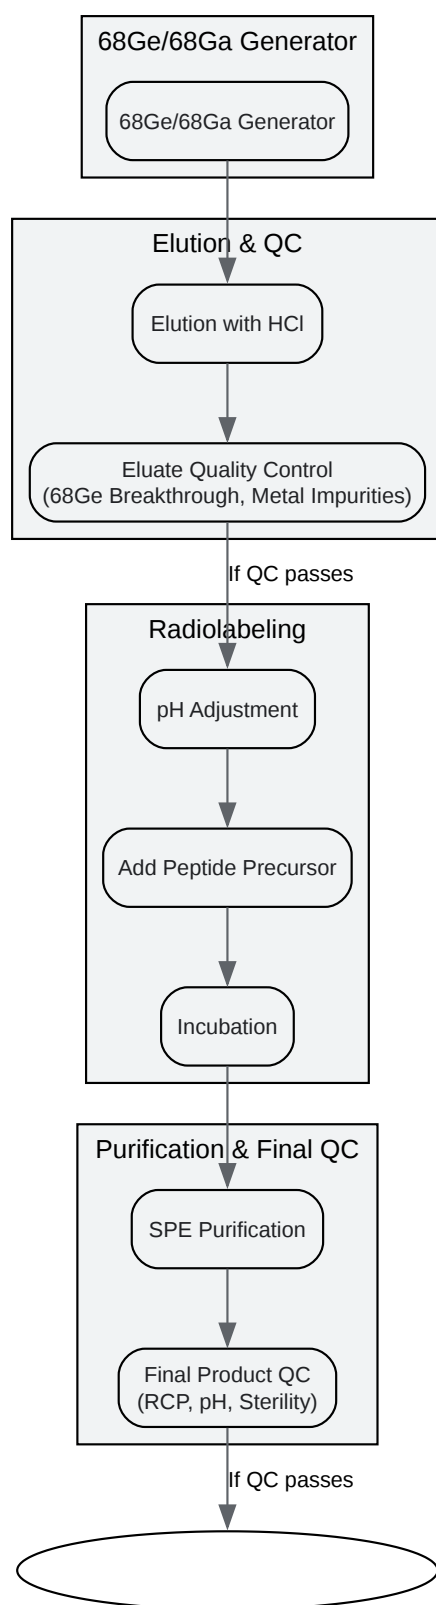 68Ge/68Ga Generator
68Ge/68Ga Generator
Elution & QC
Elution with HCl
Eluate Quality Control
(68Ge Breakthrough, Metal Impurities)
If QC passes
Radiolabeling
pH Adjustment
Add Peptide Precursor
Incubation
Purification & Final QC
SPE Purification
Final Product QC
(RCP, pH, Sterility)
If QC passes